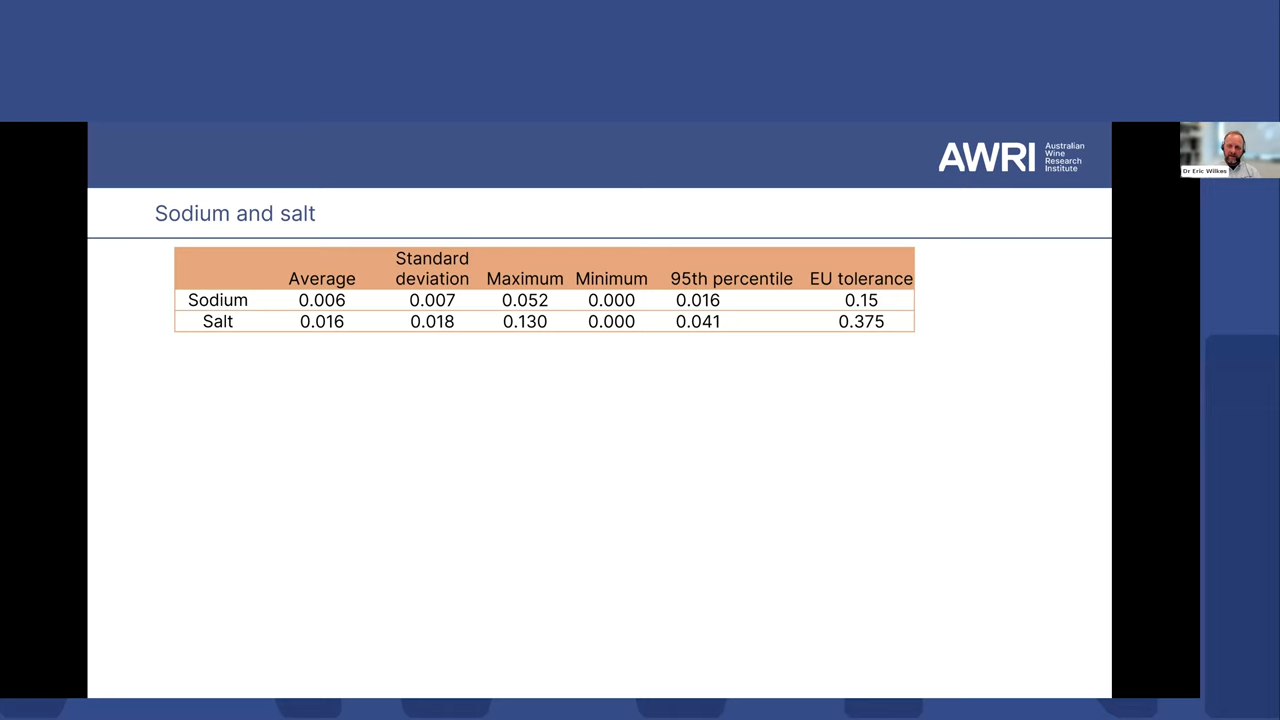 AWRI
Australian
Wine
Research
Institute
Dr Eric Wilkes
Sodium and salt
Average Standard deviation Maximum Minimum 95th percentile EU tolerance
Sodium 0.006 0.007 0.052 0.000 0.016 0.15
Salt 0.016 0.018 0.130 0.000 0.041 0.375